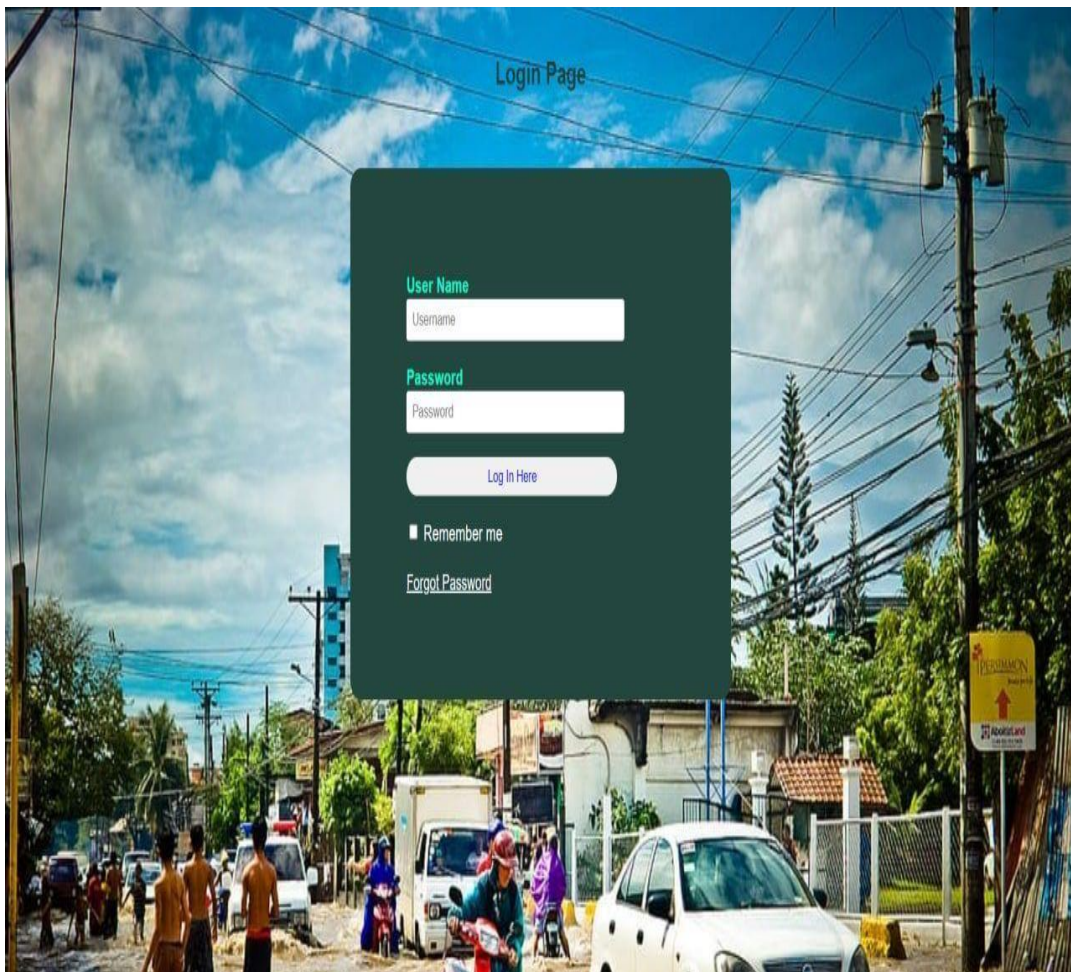 Login Page
User Name
Username
Password
Password
Log In Here
Remember me
Forgot Password
PERSIMMON
AboitizLand